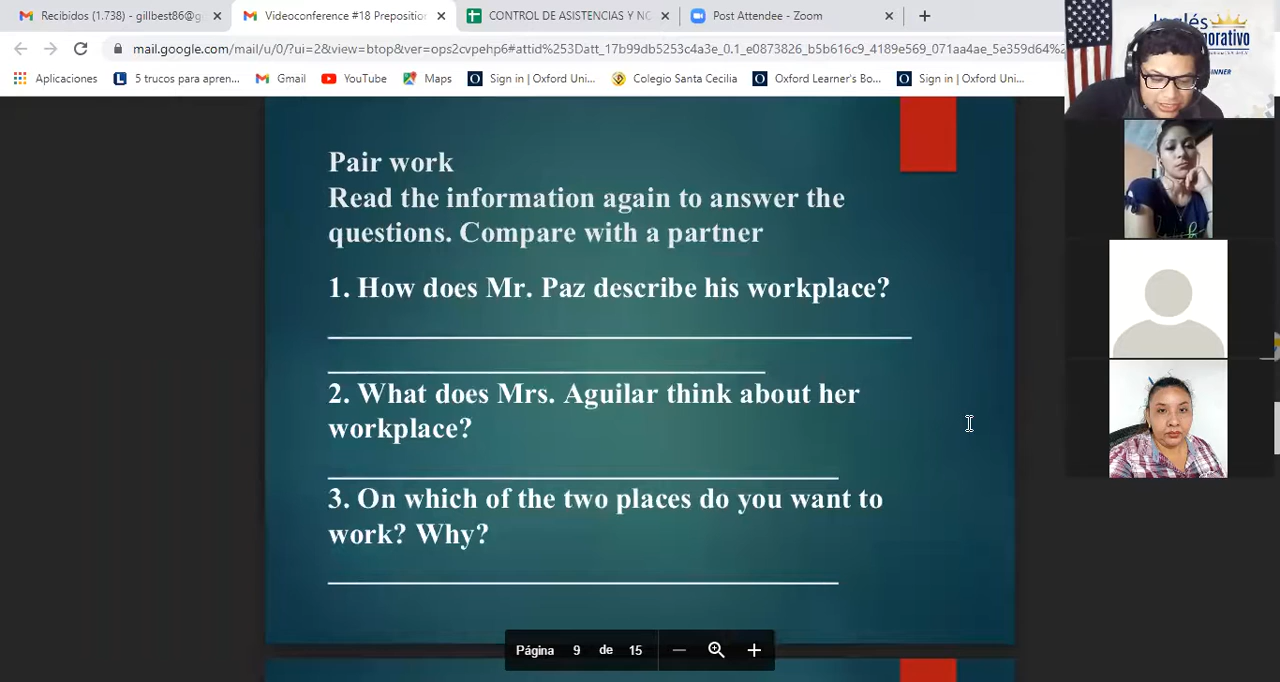 Recibidos (1.738) - gillbest86@g
Videoconference #18 Preposition
CONTROL DE ASISTENCIAS Y NO
Post Attendee - Zoom
mail.google.com/mail/u/0/?ui=2&view=btop&ver=ops2cvpehp6#attid%253Datt_17b99db5253c4a3e_0.1_e0873826_b5b616c9_4189e569_071aa4ae_5e359d64%2
Aplicaciones
5 trucos para apren...
Gmail
YouTube
Maps
Sign in | Oxford Uni...
Colegio Santa Cecilia
Oxford Learner's Bo...
Sign in | Oxford Uni...
Inglés
NNER
Pair work
Read the information again to answer the
questions. Compare with a partner
1. How does Mr. Paz describe his workplace?
2. What does Mrs. Aguilar think about her
workplace?
3. On which of the two places do you want to
work? Why?
Página 9 de 15